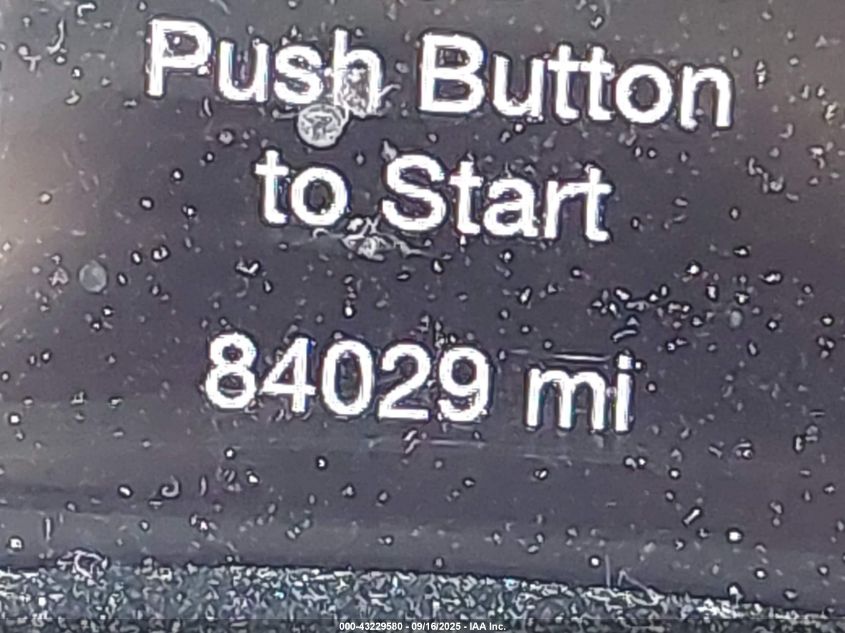 Push Button
to Start
84029 mi
000-43229580 - 09/16/2025 - IAA Inc.